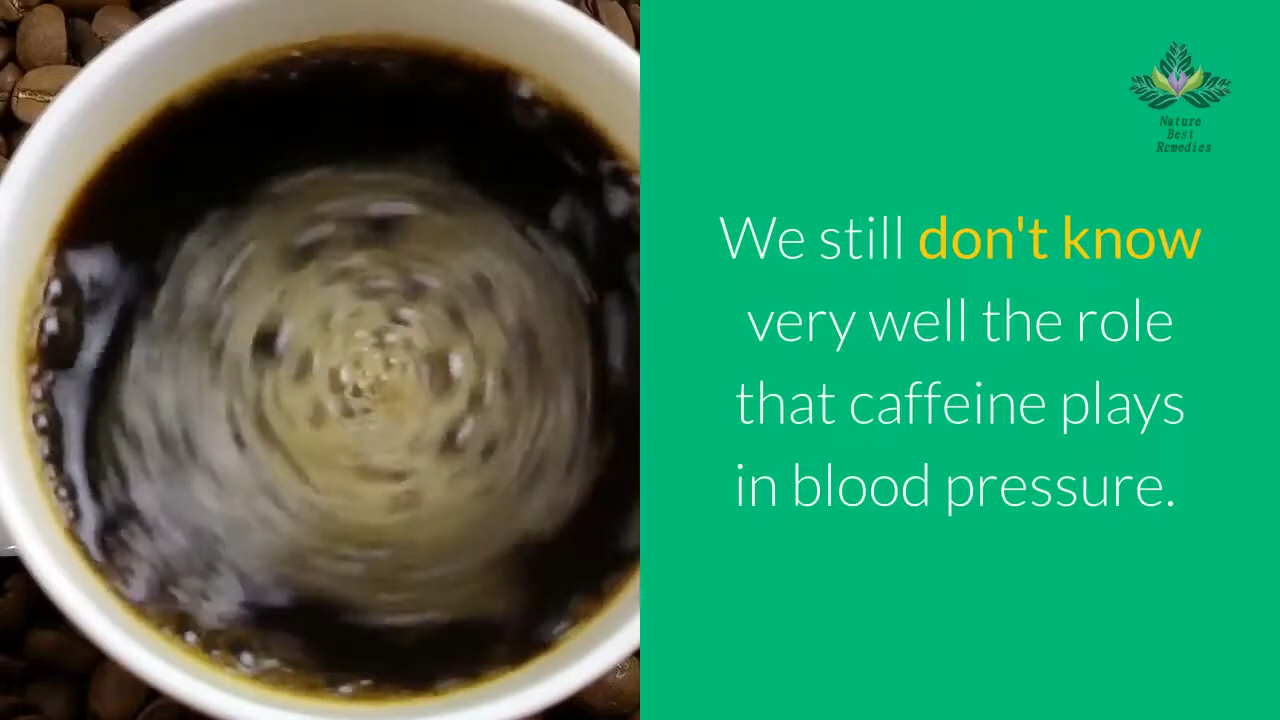 Nature
Best
Remedies
We still don't know
very well the role
that caffeine plays
in blood pressure.